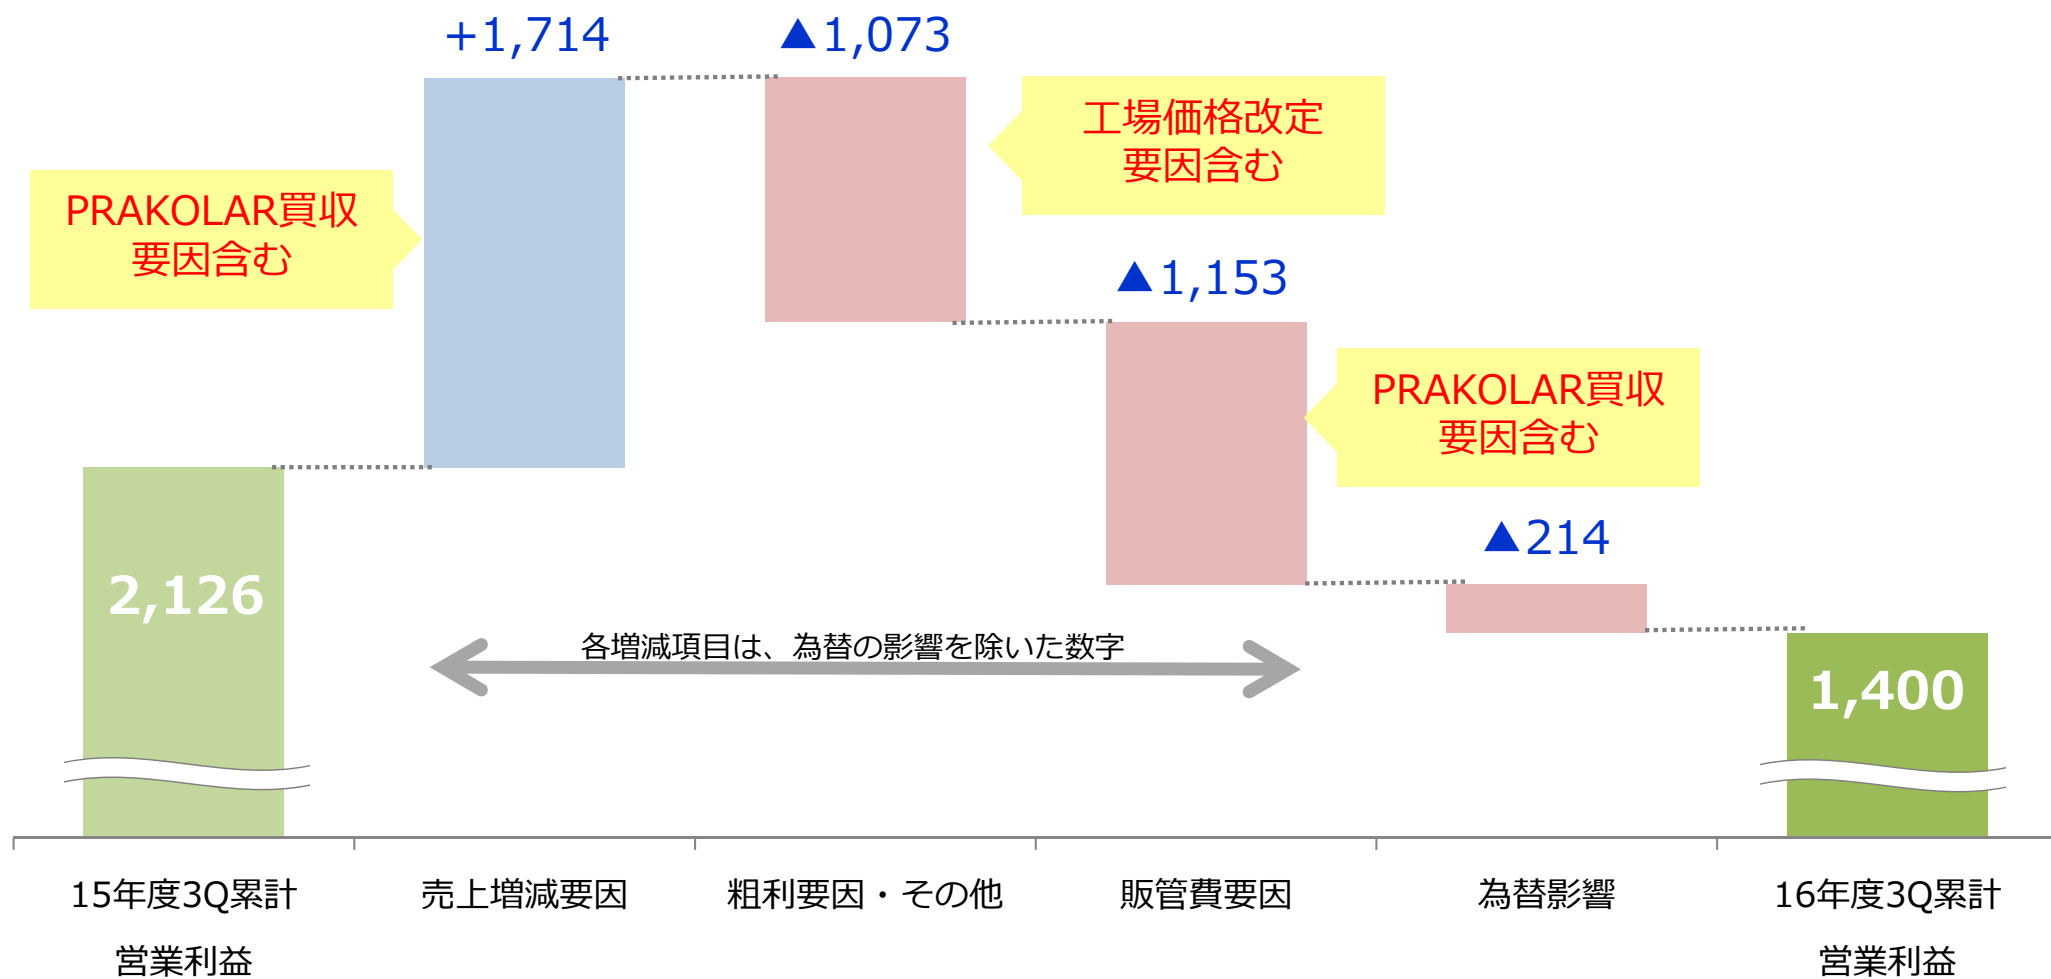 +1,714
▲1,073
工場価格改定
要因含む
PRAKOLAR買収
要因含む
▲1,153
PRAKOLAR買収
要因含む
▲214
2,126
各増減項目は、為替の影響を除いた数字
1,400
15年度3Q累計
営業利益
売上増減要因
粗利要因・その他
販管費要因
為替影響
16年度3Q累計
営業利益